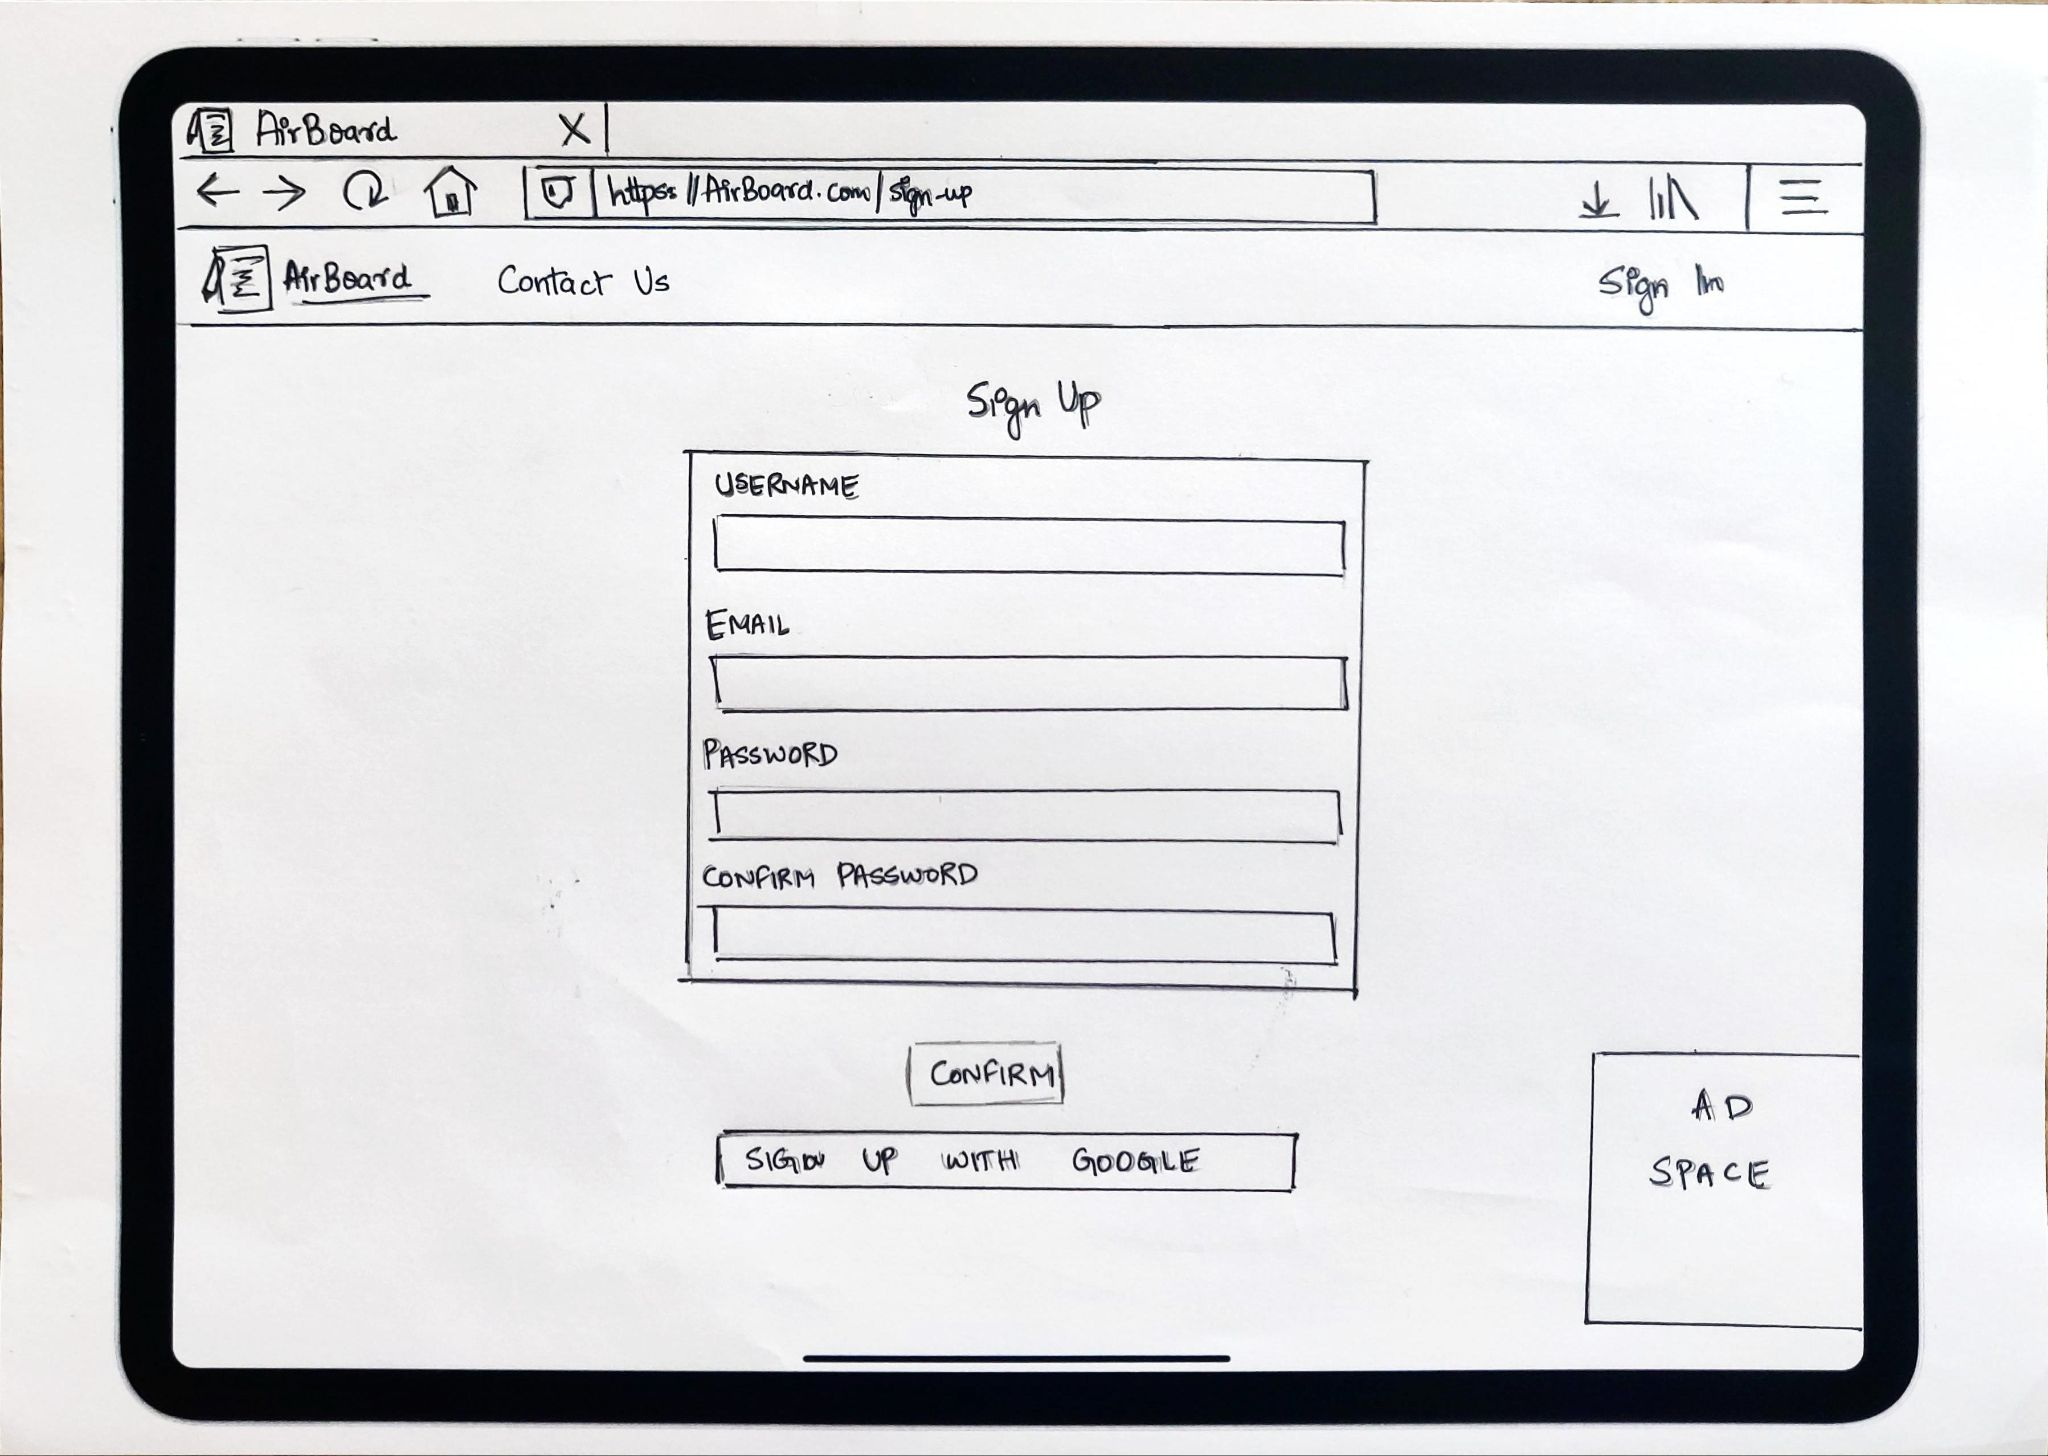 AirBoard X
https://AirBoard.com/sign-up
AirBoard Contact Us Sign In
Sign Up
USERNAME
EMAIL
PASSWORD
CONFIRM PASSWORD
CONFIRM
SIGN UP WITH GOOGLE
AD
SPACE